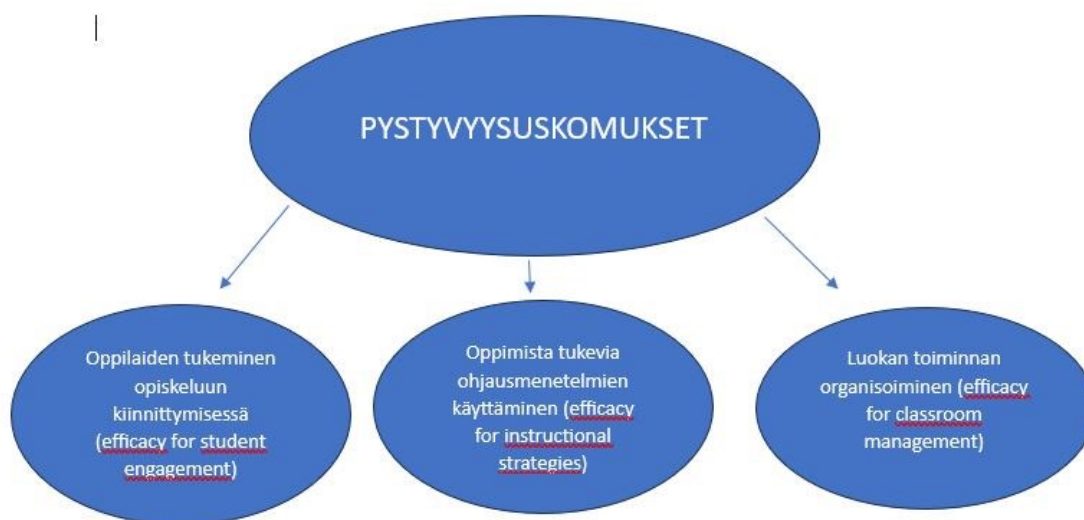 PYSTYVYYSUSKOMUKSET
Oppilaiden tukeminen
opiskeluun
kiinnittymisessä
(efficacy for student
engagement)
Oppimista tukevia
ohjausmenetelmien
käyttäminen (efficacy
for instructional
strategies)
Luokan toiminnan
organisoiminen (efficacy
for classroom
management)